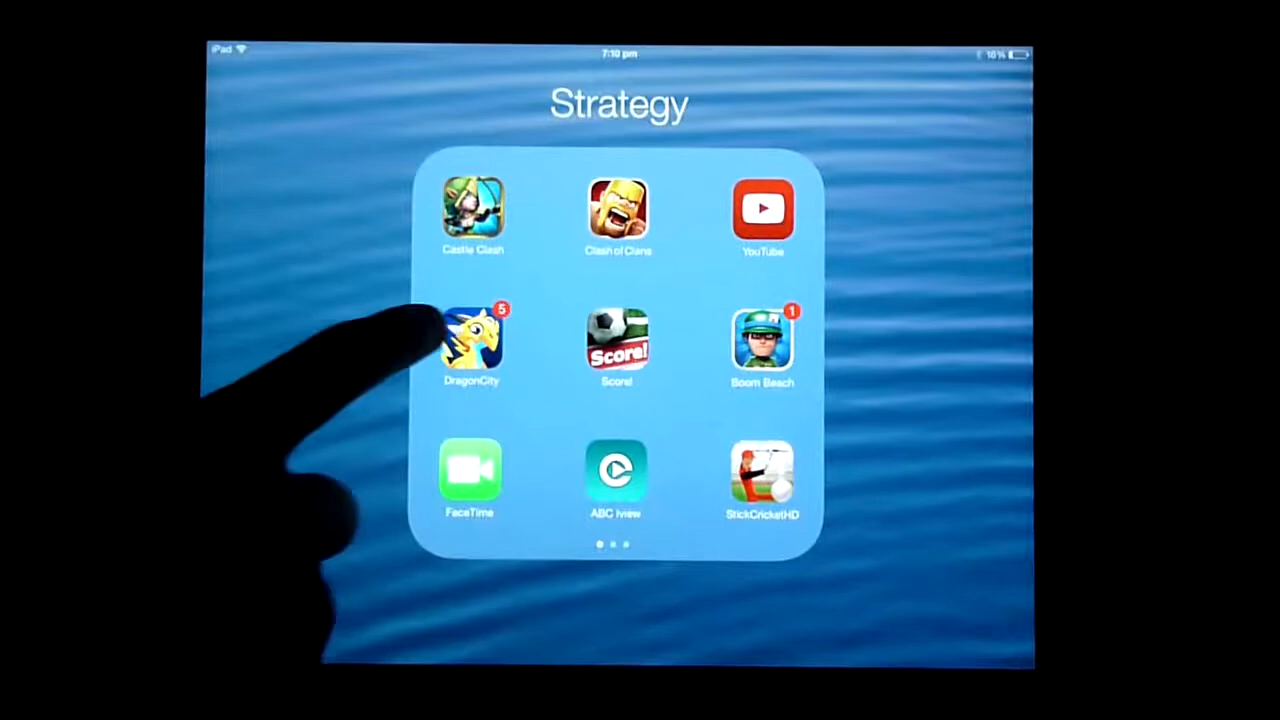 iPad 7:10 pm 16%
Strategy
Castle Clash Clash of Clans YouTube
5 1
Score!
DragonCity Score! Boom Beach
FaceTime ABC iview StickCricketHD